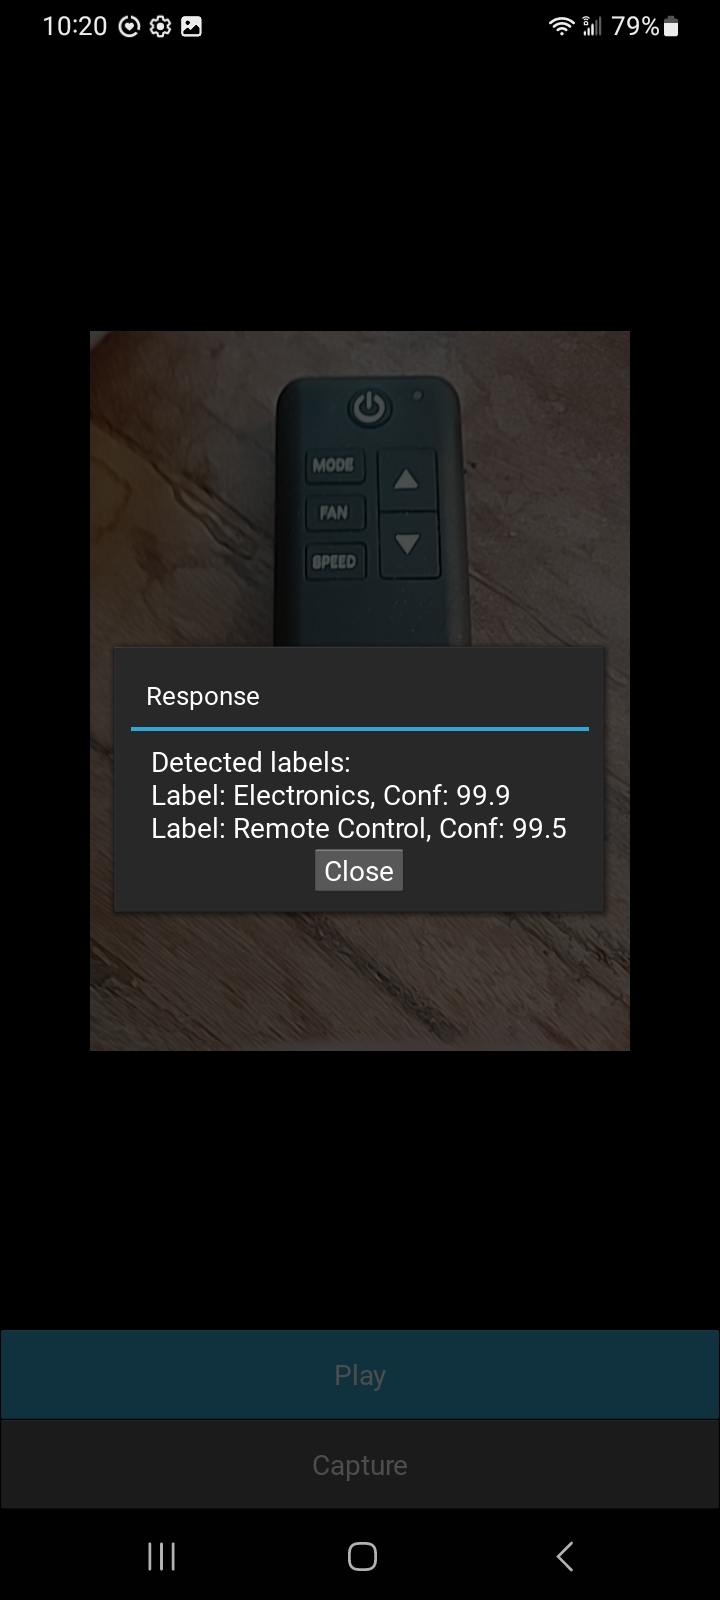 10:20 79%
MODE
FAN
SPEED
Response
Detected labels:
Label: Electronics, Conf: 99.9
Label: Remote Control, Conf: 99.5
Close
Play
Capture